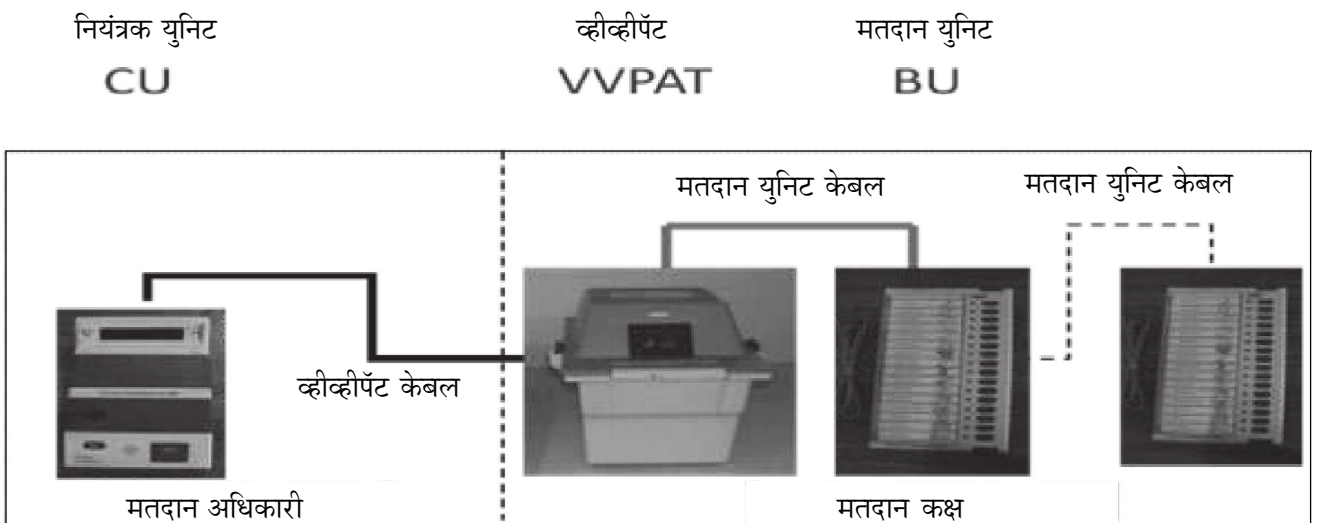 नियंत्रक युनिट व्हीव्हीपॅट मतदान युनिट
CU VVPAT BU
मतदान युनिट केबल मतदान युनिट केबल
व्हीव्हीपॅट केबल
मतदान अधिकारी मतदान कक्ष